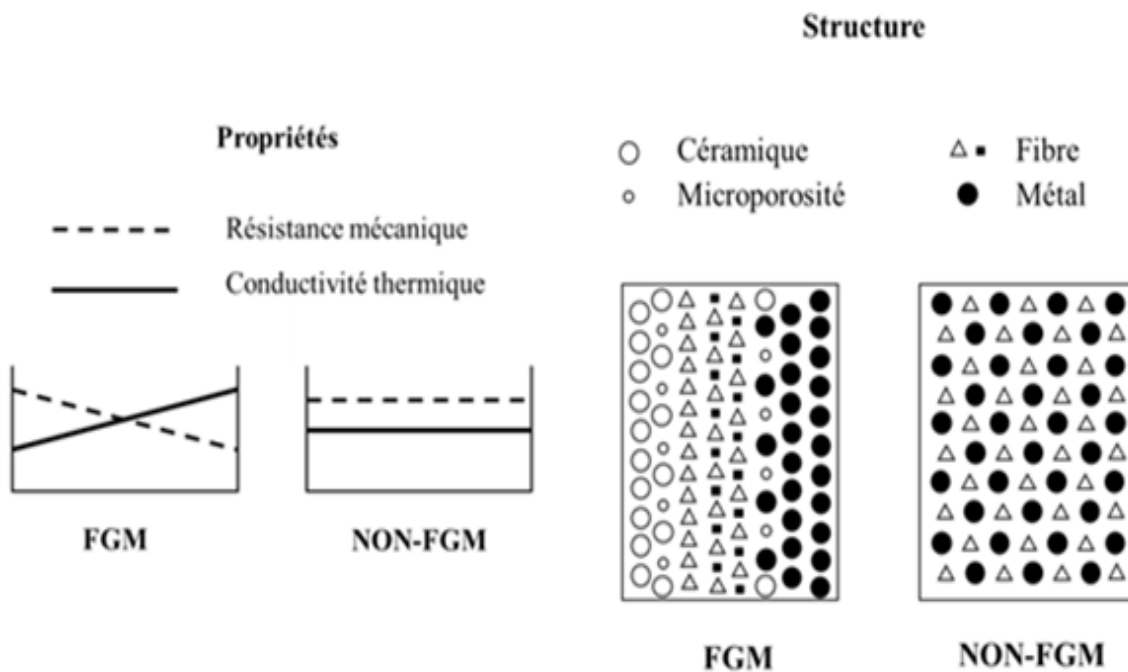 Structure
Propriétés
Céramique
Fibre
Microporosité
Métal
Résistance mécanique
Conductivité thermique
FGM
NON-FGM
FGM
NON-FGM